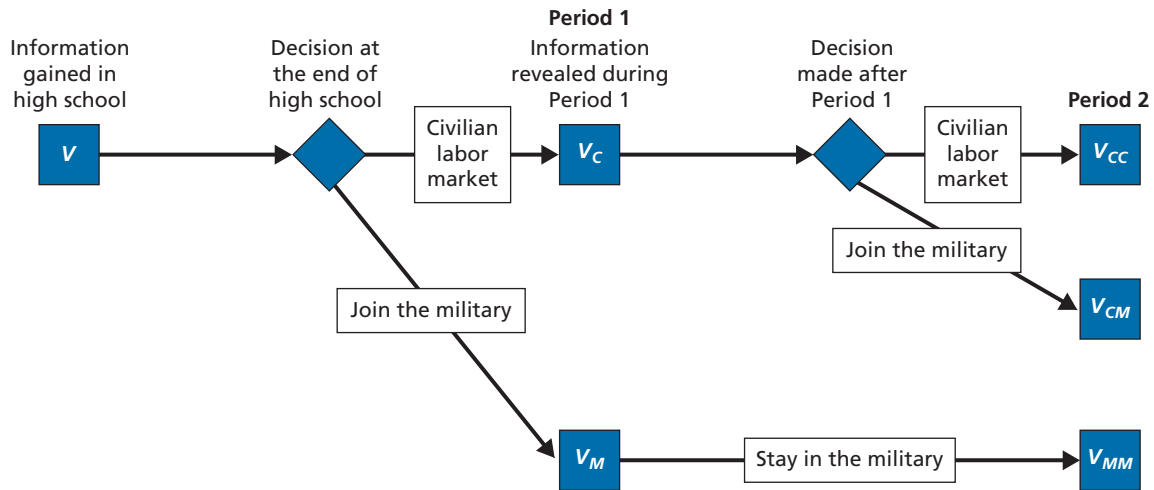 Information
gained in
high school
Decision at
the end of
high school
Period 1
Information
revealed during
Period 1
Decision
made after
Period 1
Period 2
V
Civilian
labor
market
V_C
Civilian
labor
market
V_CC
Join the military
V_CM
Join the military
V_M
Stay in the military
V_MM